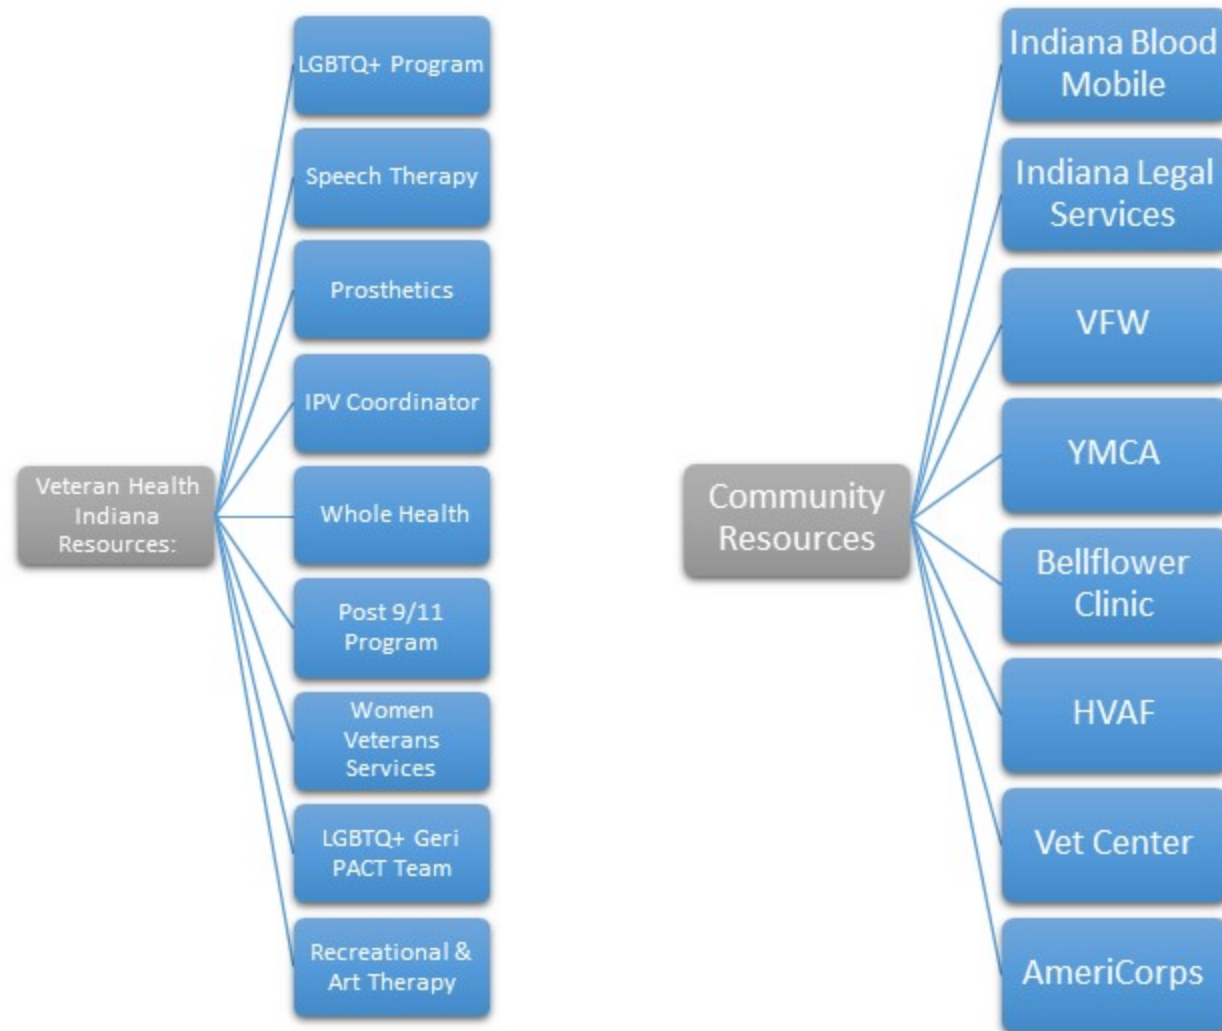 Veteran Health
Indiana
Resources:
LGBTQ+ Program
Speech Therapy
Prosthetics
IPV Coordinator
Whole Health
Post 9/11
Program
Women
Veterans
Services
LGBTQ+ Geri
PACT Team
Recreational &
Art Therapy
Community
Resources
Indiana Blood
Mobile
Indiana Legal
Services
VFW
YMCA
Bellflower
Clinic
HVAF
Vet Center
AmeriCorps